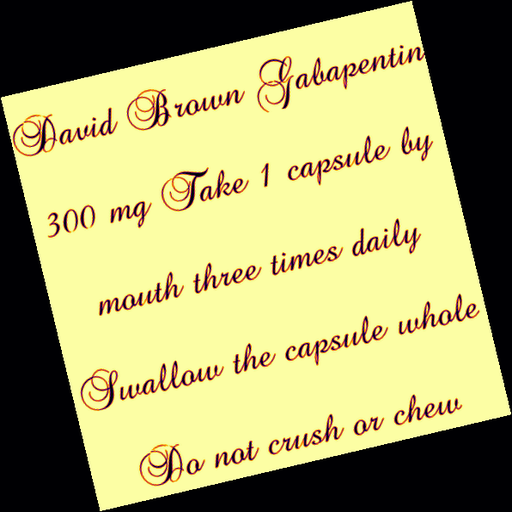 David Brown Gabapentin
300 mg Take 1 capsule by
mouth three times daily
Swallow the capsule whole
Do not crush or chew